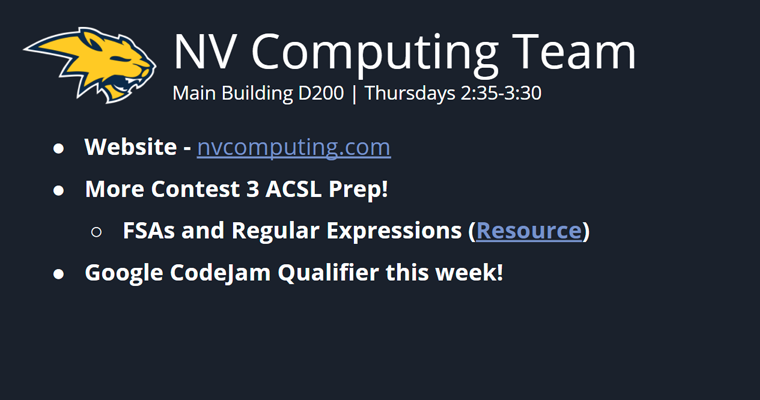 NV Computing Team
Main Building D200 | Thursdays 2:35-3:30
● Website - nvcomputing.com
● More Contest 3 ACSL Prep!
○ FSAs and Regular Expressions (Resource)
● Google CodeJam Qualifier this week!